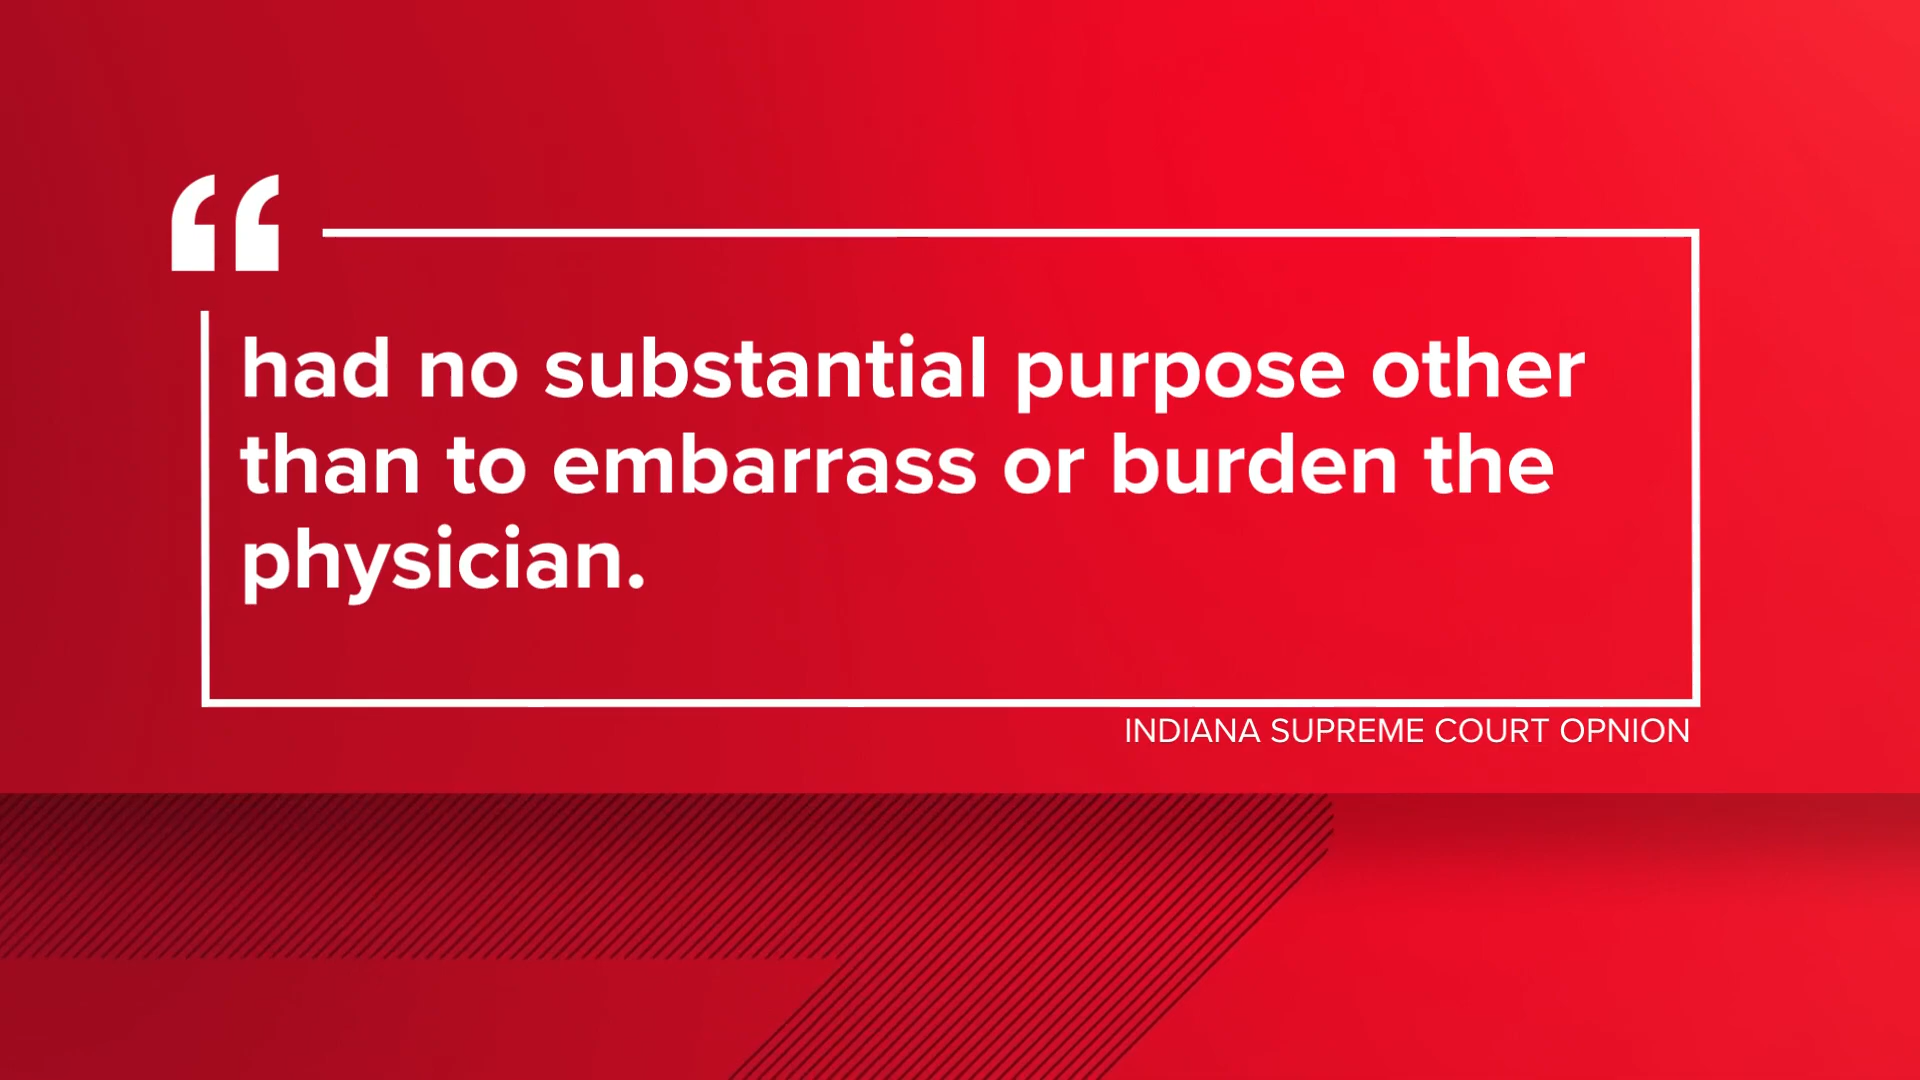 “
had no substantial purpose other
than to embarrass or burden the
physician.
INDIANA SUPREME COURT OPNION